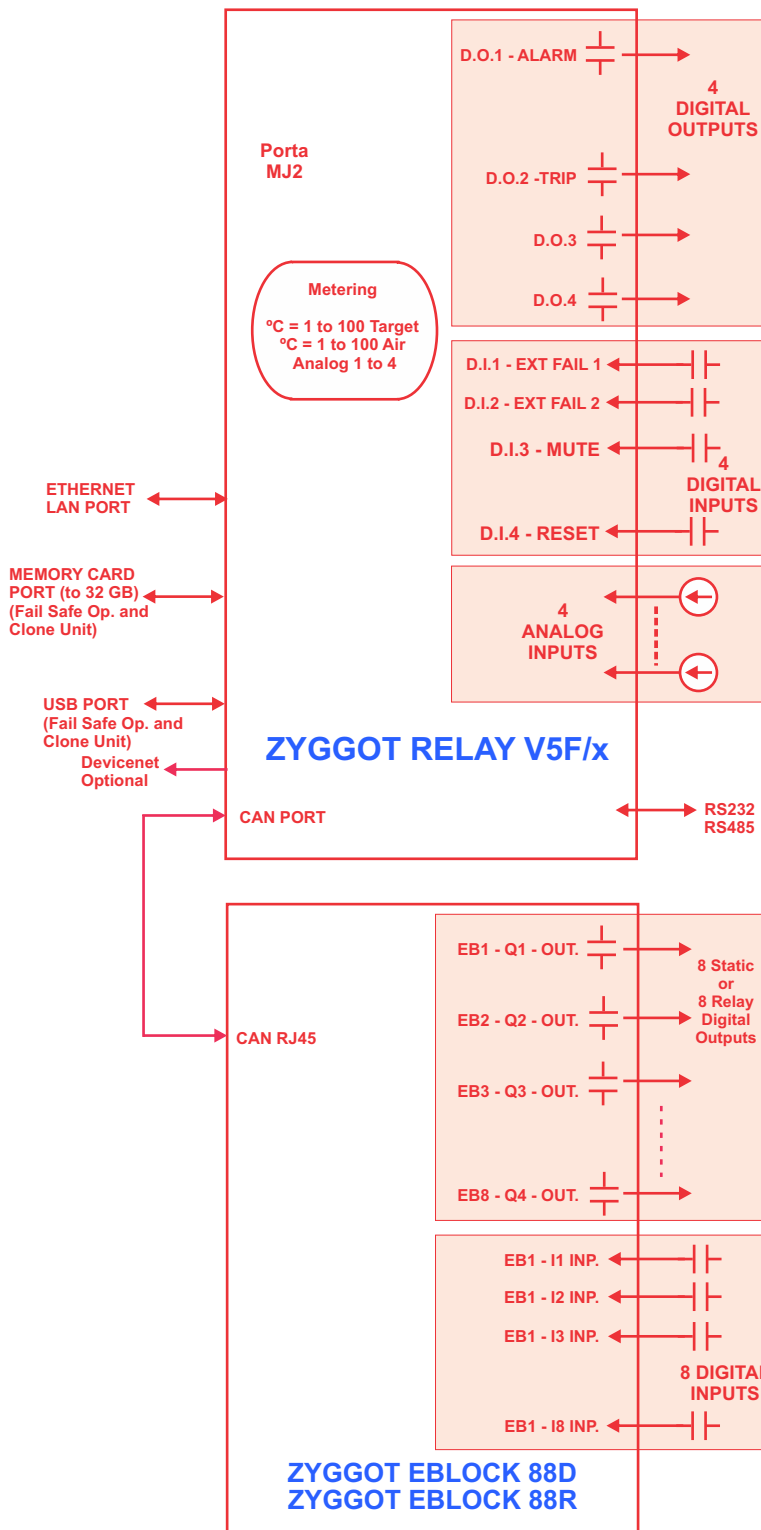 D.O.1 - ALARM
4
DIGITAL
OUTPUTS
Porta
MJ2
D.O.2 -TRIP
D.O.3
D.O.4
Metering
ºC = 1 to 100 Target
ºC = 1 to 100 Air
Analog 1 to 4
D.I.1 - EXT FAIL 1
D.I.2 - EXT FAIL 2
D.I.3 - MUTE
4
DIGITAL
INPUTS
D.I.4 - RESET
ETHERNET
LAN PORT
MEMORY CARD
PORT (to 32 GB)
(Fail Safe Op. and
Clone Unit)
4
ANALOG
INPUTS
USB PORT
(Fail Safe Op. and
Clone Unit)
Devicenet
Optional
ZYGGOT RELAY V5F/x
CAN PORT
RS232
RS485
EB1 - Q1 - OUT.
8 Static
or
8 Relay
Digital
Outputs
EB2 - Q2 - OUT.
CAN RJ45
EB3 - Q3 - OUT.
EB8 - Q4 - OUT.
EB1 - I1 INP.
EB1 - I2 INP.
EB1 - I3 INP.
8 DIGITAL
INPUTS
EB1 - I8 INP.
ZYGGOT EBLOCK 88D
ZYGGOT EBLOCK 88R